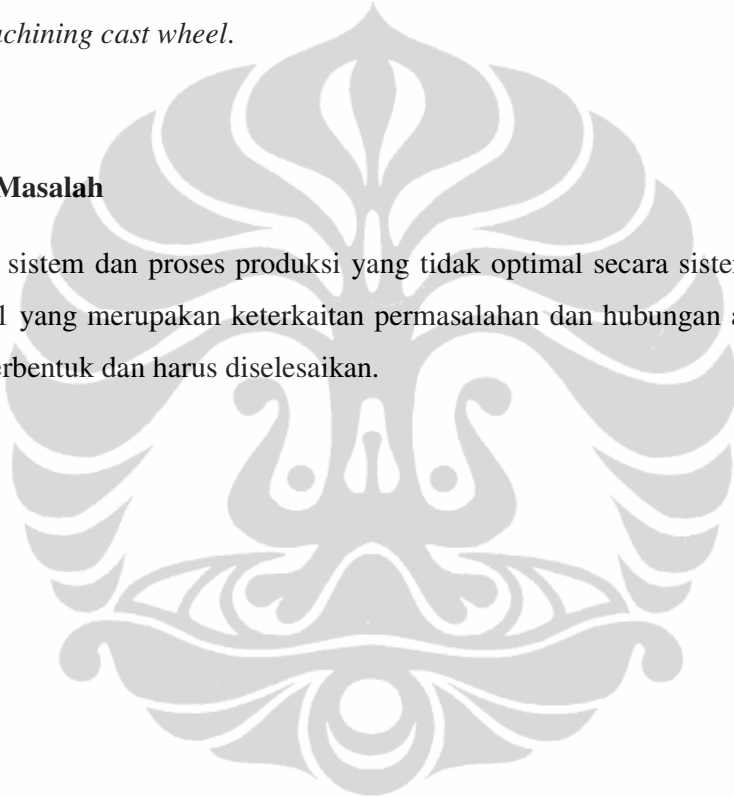 achining cast wheel.
Masalah
sistem dan proses produksi yang tidak optimal secara sistem
1 yang merupakan keterkaitan permasalahan dan hubungan a
erbentuk dan harus diselesaikan.